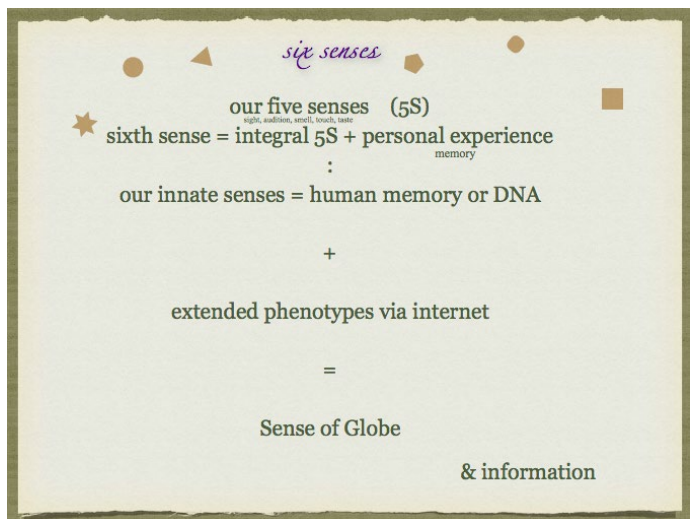 six senses
our five senses (5S)
sight, audition, smell, touch, taste
sixth sense = integral 5S + personal experience
memory
:
our innate senses = human memory or DNA
+
extended phenotypes via internet
=
Sense of Globe
& information